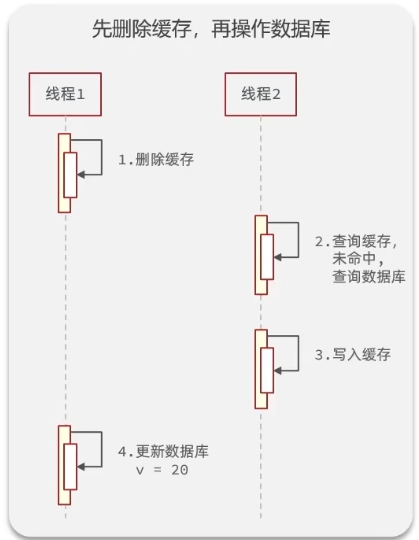 先删除缓存，再操作数据库
线程1
线程2
1.删除缓存
2.查询缓存，
未命中，
查询数据库
3.写入缓存
4.更新数据库
v = 20